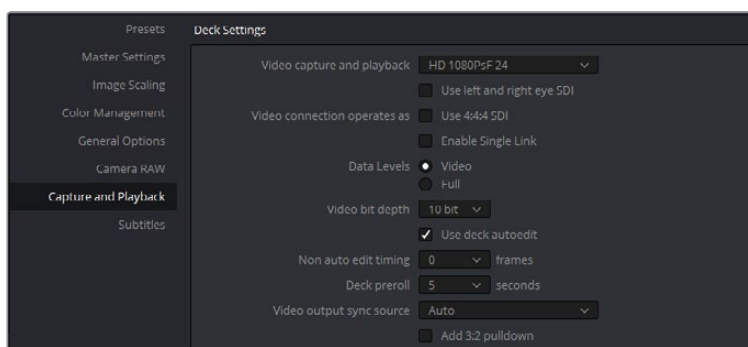 Presets
Master Settings
Image Scaling
Color Management
General Options
Camera RAW
Capture and Playback
Subtitles
Deck Settings
Video capture and playback HD 1080PsF 24
Use left and right eye SDI
Video connection operates as Use 4:4:4 SDI
Enable Single Link
Data Levels Video
Full
Video bit depth 10 bit
Use deck autoedit
Non auto edit timing 0 frames
Deck preroll 5 seconds
Video output sync source Auto
Add 3:2 pulldown